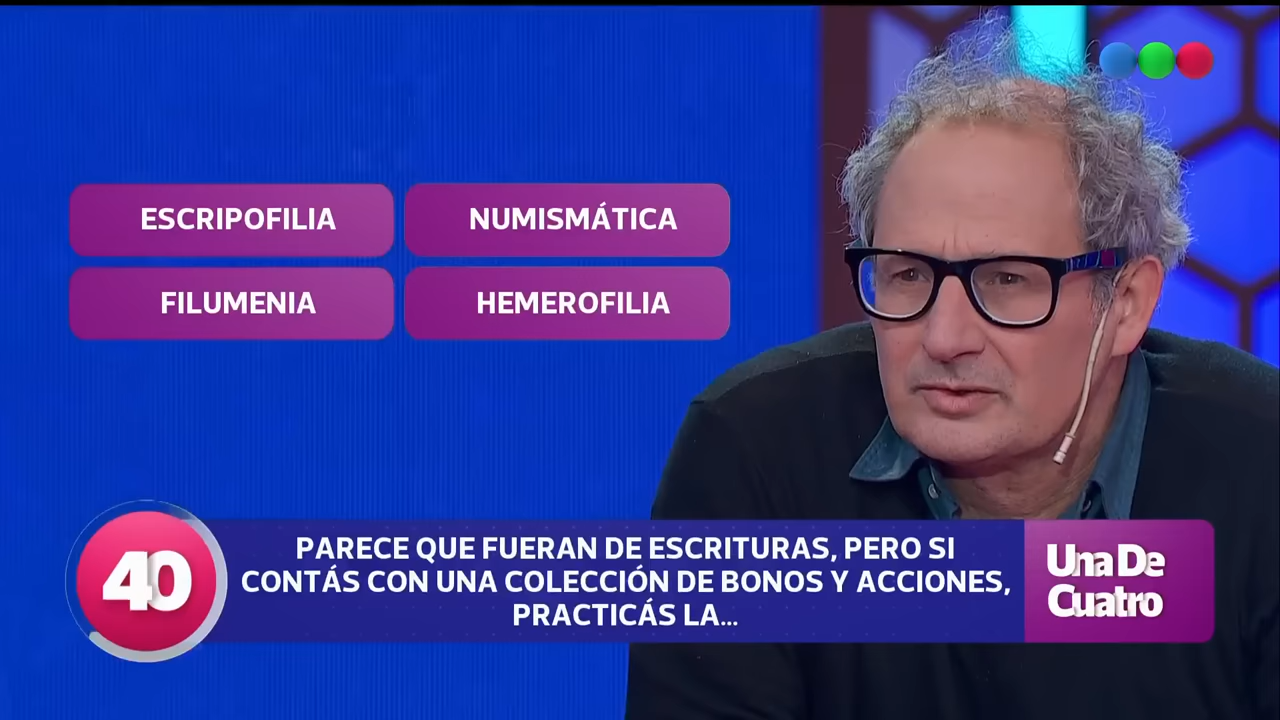 ESCRIPOFILIA
NUMISMÁTICA
FILUMENIA
HEMEROFILIA
PARECE QUE FUERAN DE ESCRITURAS, PERO SI
CONTÁS CON UNA COLECCIÓN DE BONOS Y ACCIONES,
PRACTICÁS LA...
40
Una De
Cuatro